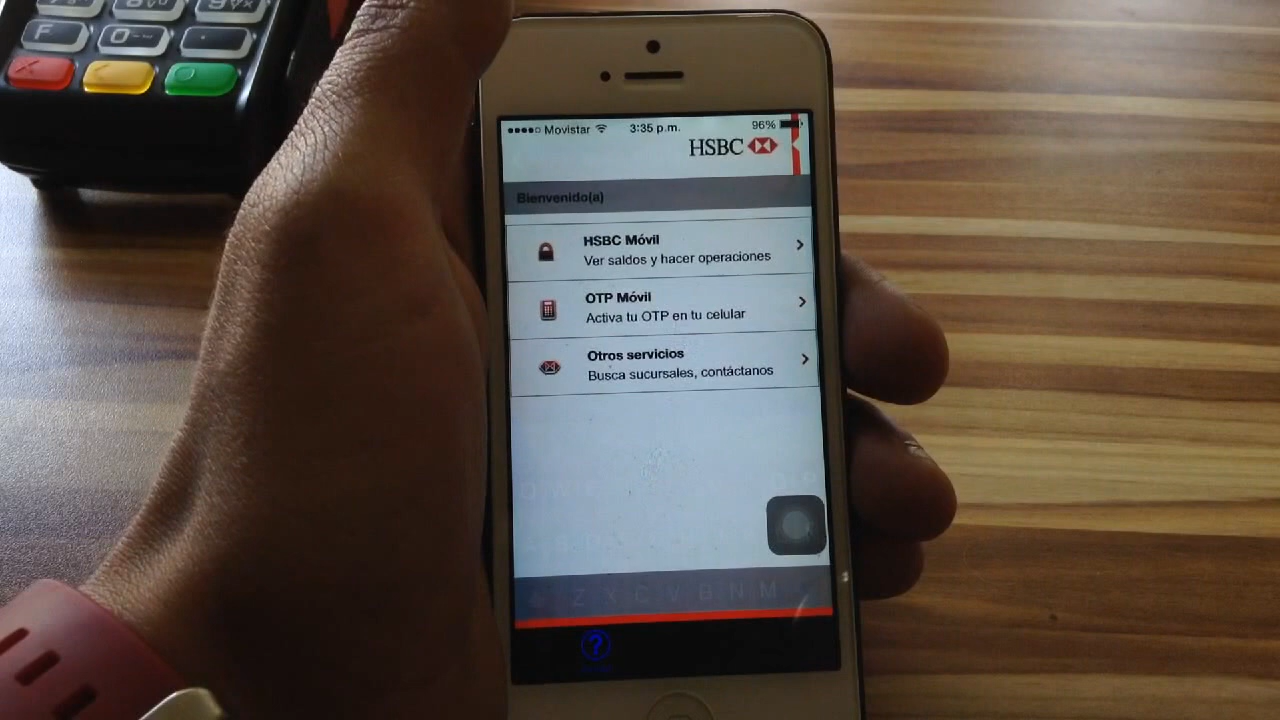 F
0
Movistar 3:35 p.m. 96%
HSBC
Bienvenido(a)
HSBC Móvil
Ver saldos y hacer operaciones
OTP Móvil
Activa tu OTP en tu celular
Otros servicios
Busca sucursales, contáctanos
Z X C V B N M
?